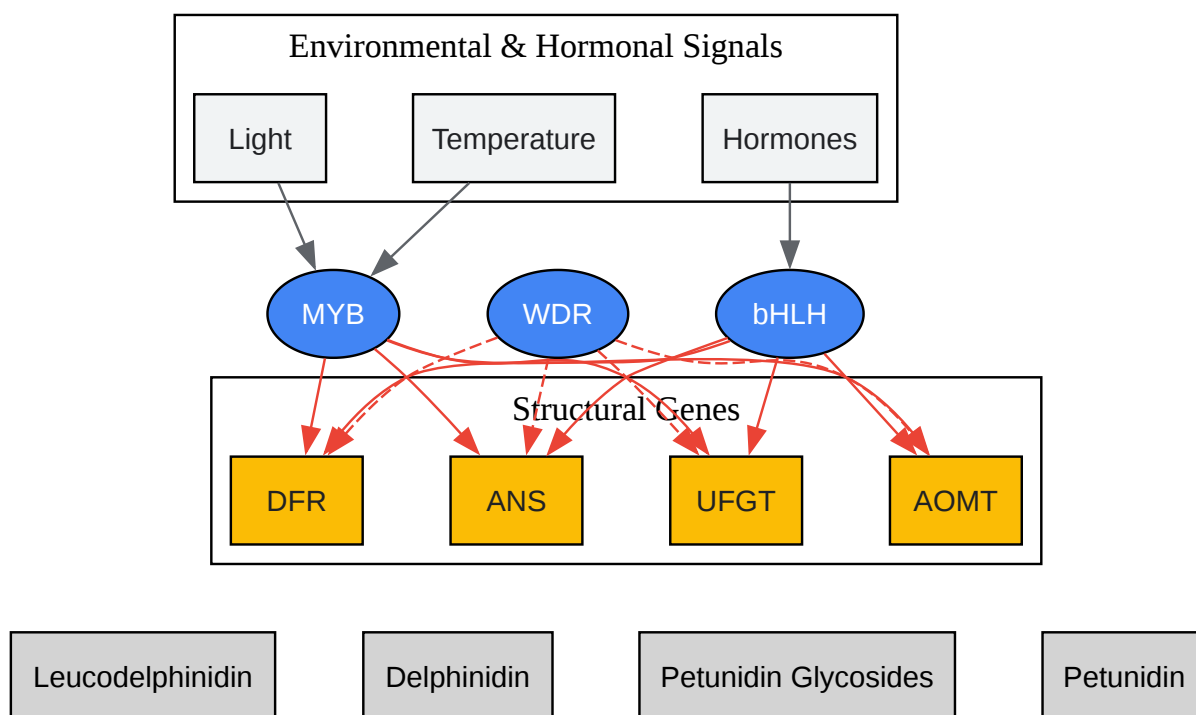 Environmental & Hormonal Signals
Light
Temperature
Hormones
MYB
WDR
bHLH
Structural Genes
DFR
ANS
UFGT
AOMT
Leucodelphinidin
Delphinidin
Petunidin Glycosides
Petunidin